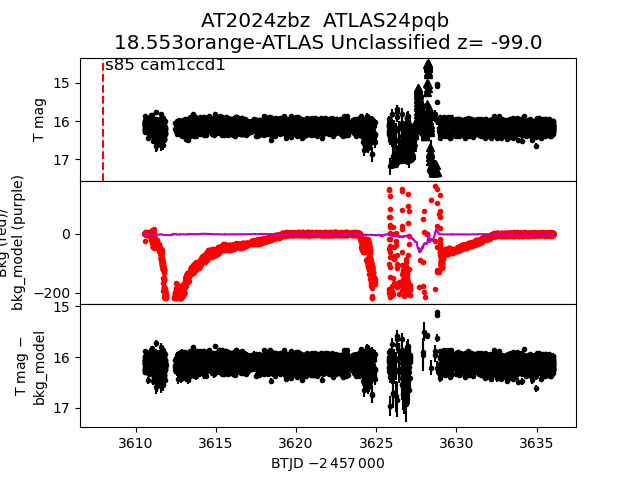 AT2024zbz  ATLAS24pqb
18.553orange-ATLAS Unclassified z= -99.0
s85 cam1ccd1
15
16
17
T mag
0
−200
Bkg (red)/
bkg_model (purple)
15
16
17
T mag −
bkg_model
3610 3615 3620 3625 3630 3635
BTJD −2 457 000